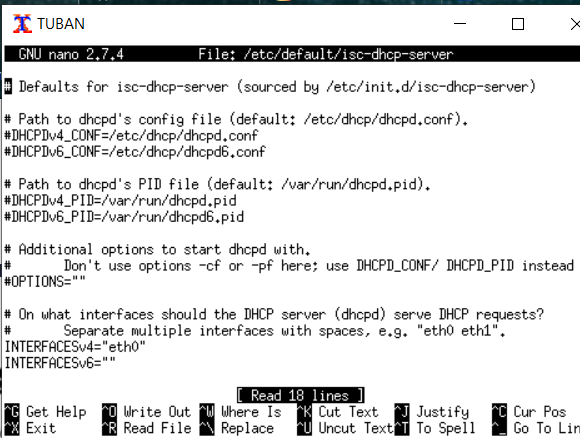 TUBAN
GNU nano 2.7.4 File: /etc/default/isc-dhcp-server
# Defaults for isc-dhcp-server (sourced by /etc/init.d/isc-dhcp-server)
# Path to dhcpd's config file (default: /etc/dhcp/dhcpd.conf).
#DHCPDv4_CONF=/etc/dhcp/dhcpd.conf
#DHCPDv6_CONF=/etc/dhcp/dhcpd6.conf
# Path to dhcpd's PID file (default: /var/run/dhcpd.pid).
#DHCPDv4_PID=/var/run/dhcpd.pid
#DHCPDv6_PID=/var/run/dhcpd6.pid
# Additional options to start dhcpd with.
# Don't use options -cf or -pf here; use DHCPD_CONF/ DHCPD_PID instead
#OPTIONS=""
# On what interfaces should the DHCP server (dhcpd) serve DHCP requests?
# Separate multiple interfaces with spaces, e.g. "eth0 eth1".
INTERFACESv4="eth0"
INTERFACESv6=""
[ Read 18 lines ]
^G Get Help ^O Write Out ^W Where Is ^K Cut Text ^J Justify ^C Cur Pos
^X Exit ^R Read File ^\ Replace ^U Uncut Text ^T To Spell ^_ Go To Lin